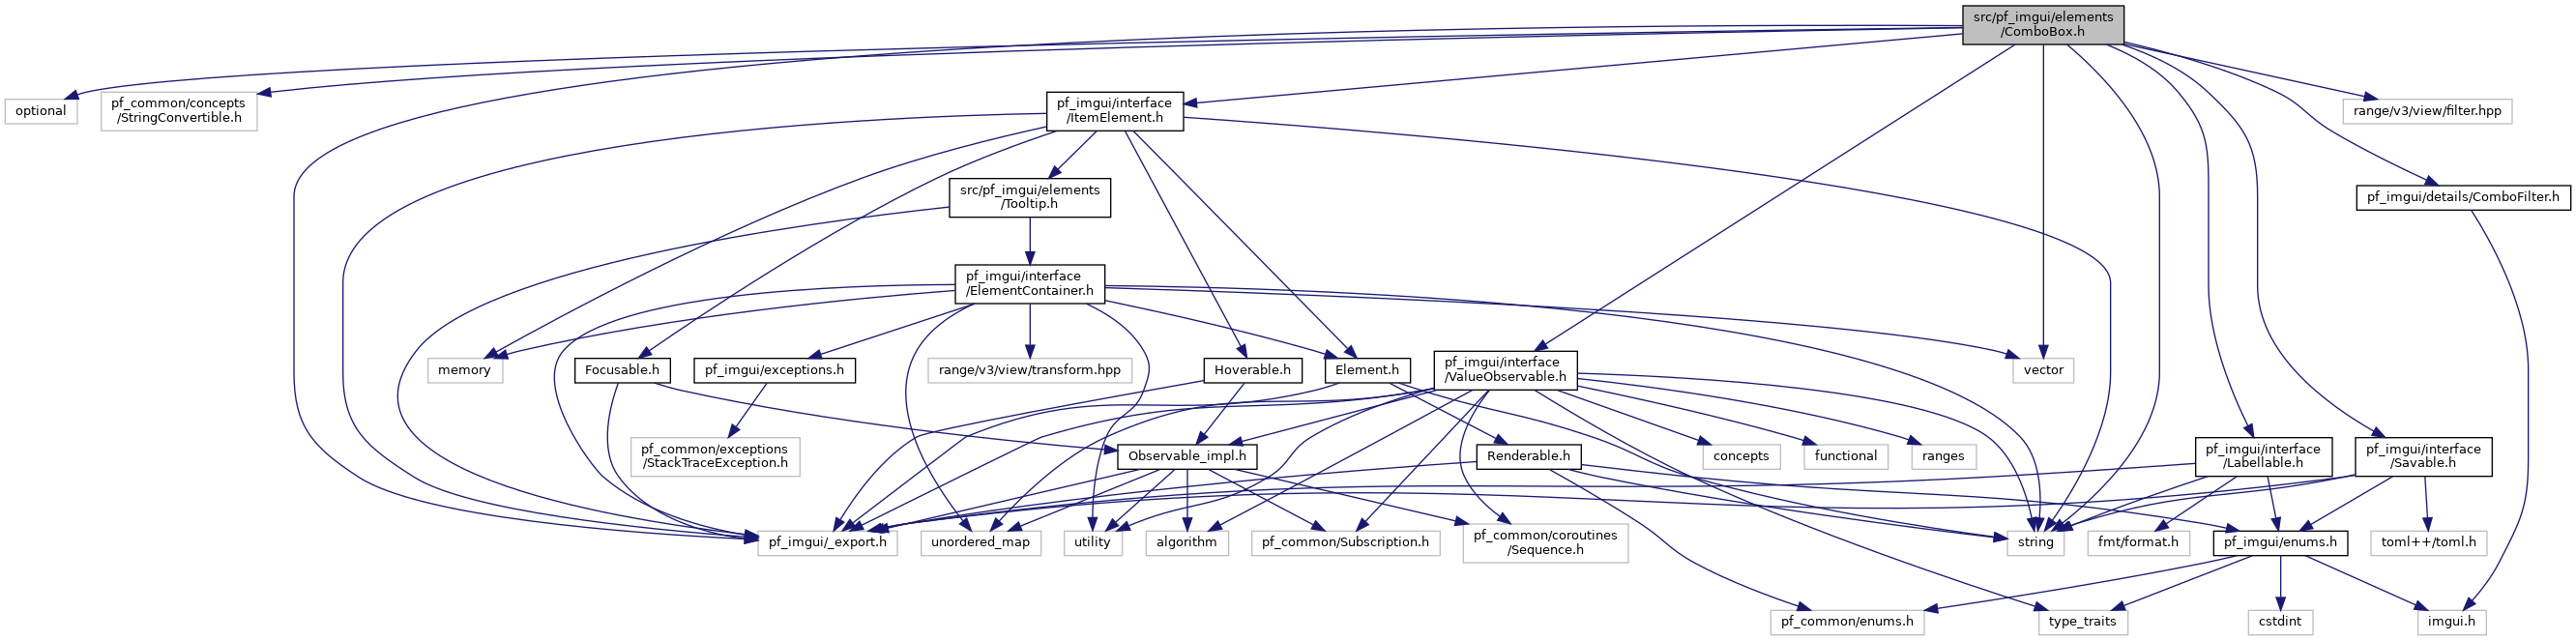 src/pf_imgui/elements
/ComboBox.h
optional
pf_common/concepts
/StringConvertible.h
pf_imgui/interface
/ItemElement.h
range/v3/view/filter.hpp
src/pf_imgui/elements
/Tooltip.h
pf_imgui/details/ComboFilter.h
pf_imgui/interface
/ElementContainer.h
memory
Focusable.h
pf_imgui/exceptions.h
range/v3/view/transform.hpp
Hoverable.h
Element.h
pf_imgui/interface
/ValueObservable.h
vector
pf_common/exceptions
/StackTraceException.h
Observable_impl.h
Renderable.h
concepts
functional
ranges
pf_imgui/interface
/Labellable.h
pf_imgui/interface
/Savable.h
pf_imgui/_export.h
unordered_map
utility
algorithm
pf_common/Subscription.h
pf_common/coroutines
/Sequence.h
string
fmt/format.h
pf_imgui/enums.h
toml++/toml.h
pf_common/enums.h
type_traits
cstdint
imgui.h